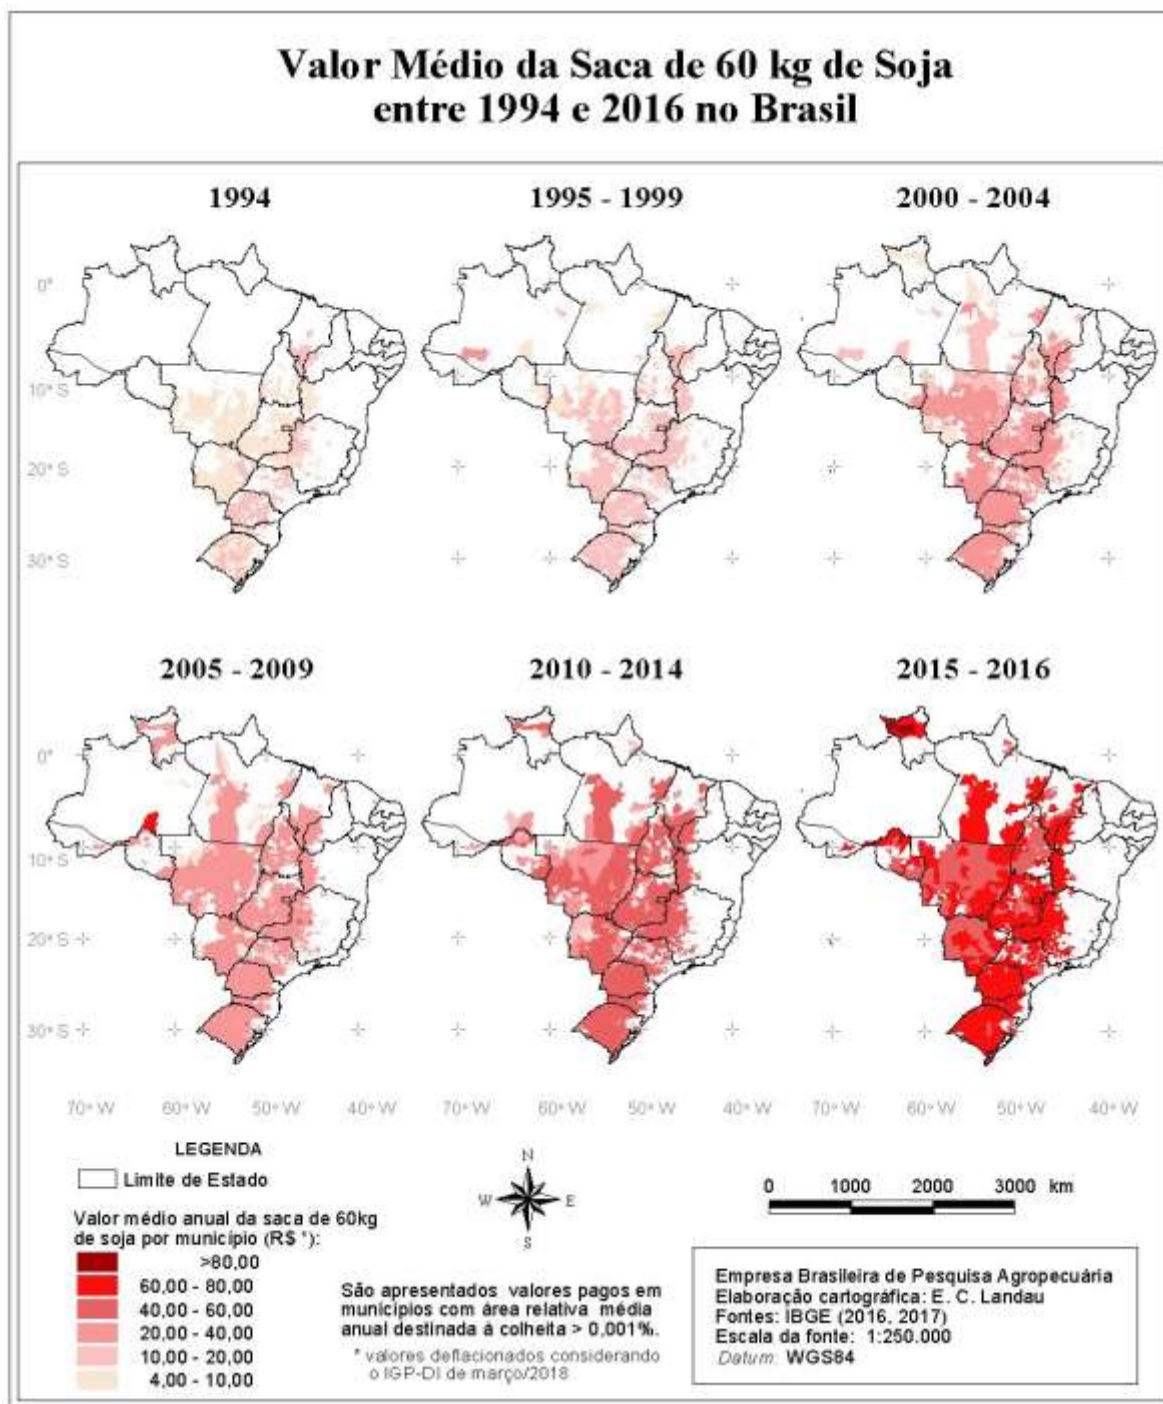 Valor Médio da Saca de 60 kg de Soja
entre 1994 e 2016 no Brasil
1994
1995 - 1999
2000 - 2004
0°
10° S
20° S
30° S
2005 - 2009
2010 - 2014
2015 - 2016
0°
10° S
20° S
30° S
70° W 60° W 50° W 40° W
70° W 60° W 50° W 40° W
70° W 60° W 50° W 40° W
LEGENDA
Limite de Estado
Valor médio anual da saca de 60kg
de soja por município (R$ *):
>80,00
60,00 - 80,00
40,00 - 60,00
20,00 - 40,00
10,00 - 20,00
4,00 - 10,00
N
W E
S
São apresentados valores pagos em
municípios com área relativa média
anual destinada à colheita > 0,001%.
* valores deflacionados considerando
o IGP-DI de março/2018
0 1000 2000 3000 km
Empresa Brasileira de Pesquisa Agropecuária
Elaboração cartográfica: E. C. Landau
Fontes: IBGE (2016, 2017)
Escala da fonte: 1:250.000
Datum: WGS84